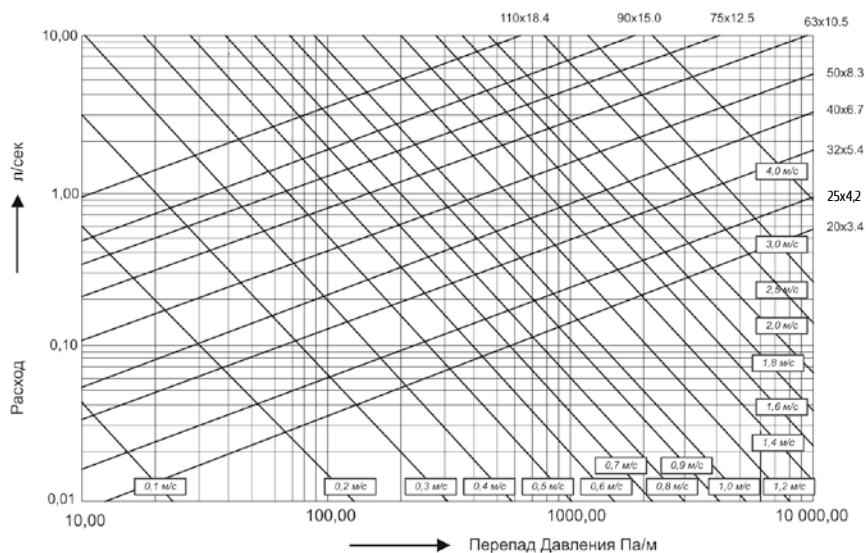 110x18.4
90x15.0
75x12.5
63x10.5
10,00
50x8.3
40x6.7
32x5.4
л/сек
4,0 м/с
1,00
25x4,2
20x3.4
3,0 м/с
2,5 м/с
2,0 м/с
0,10
1,8 м/с
Расход
1,6 м/с
1,4 м/с
0,7 м/с
0,9 м/с
0,1 м/с
0,2 м/с
0,3 м/с
0,4 м/с
0,5 м/с
0,6 м/с
0,8 м/с
1,0 м/с
1,2 м/с
0,01
10,00
100,00
1000,00
10 000,00
Перепад Давления Па/м